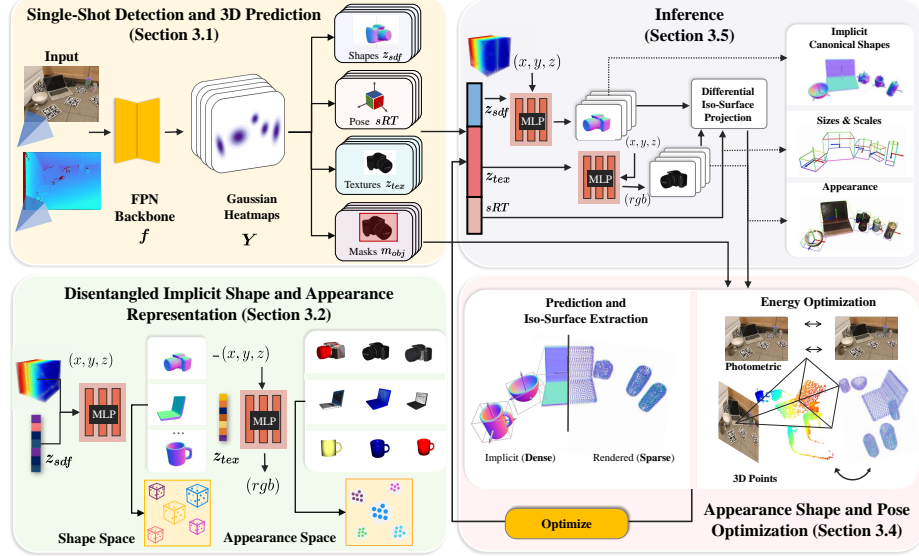 Single-Shot Detection and 3D Prediction
(Section 3.1)
Input
FPN
Backbone
f
Gaussian
Heatmaps
Y
Shapes z_sdf
Pose sRT
Textures z_tex
Masks m_obj
Inference
(Section 3.5)
(x, y, z)
z_sdf
MLP
z_tex
MLP
(x, y, z)
(rgb)
sRT
Differential
Iso-Surface
Projection
Implicit
Canonical Shapes
Sizes & Scales
Appearance
Disentangled Implicit Shape and Appearance
Representation (Section 3.2)
(x, y, z)
MLP
z_sdf
...
Shape Space
(x, y, z)
MLP
z_tex
(rgb)
Appearance Space
Prediction and
Iso-Surface Extraction
Implicit (Dense)
Rendered (Sparse)
Energy Optimization
Photometric
3D Points
Optimize
Appearance Shape and Pose
Optimization (Section 3.4)